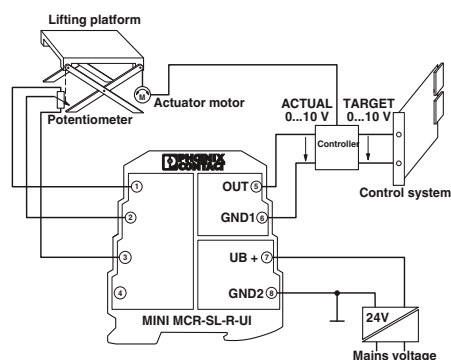 Lifting platform
M
Actuator motor
Potentiometer
ACTUAL
0...10 V
TARGET
0...10 V
Controller
Control system
PHOENIX
CONTACT
1
OUT 5
2
GND1 6
3
UB + 7
4
GND2 8
MINI MCR-SL-R-UI
24V
Mains voltage